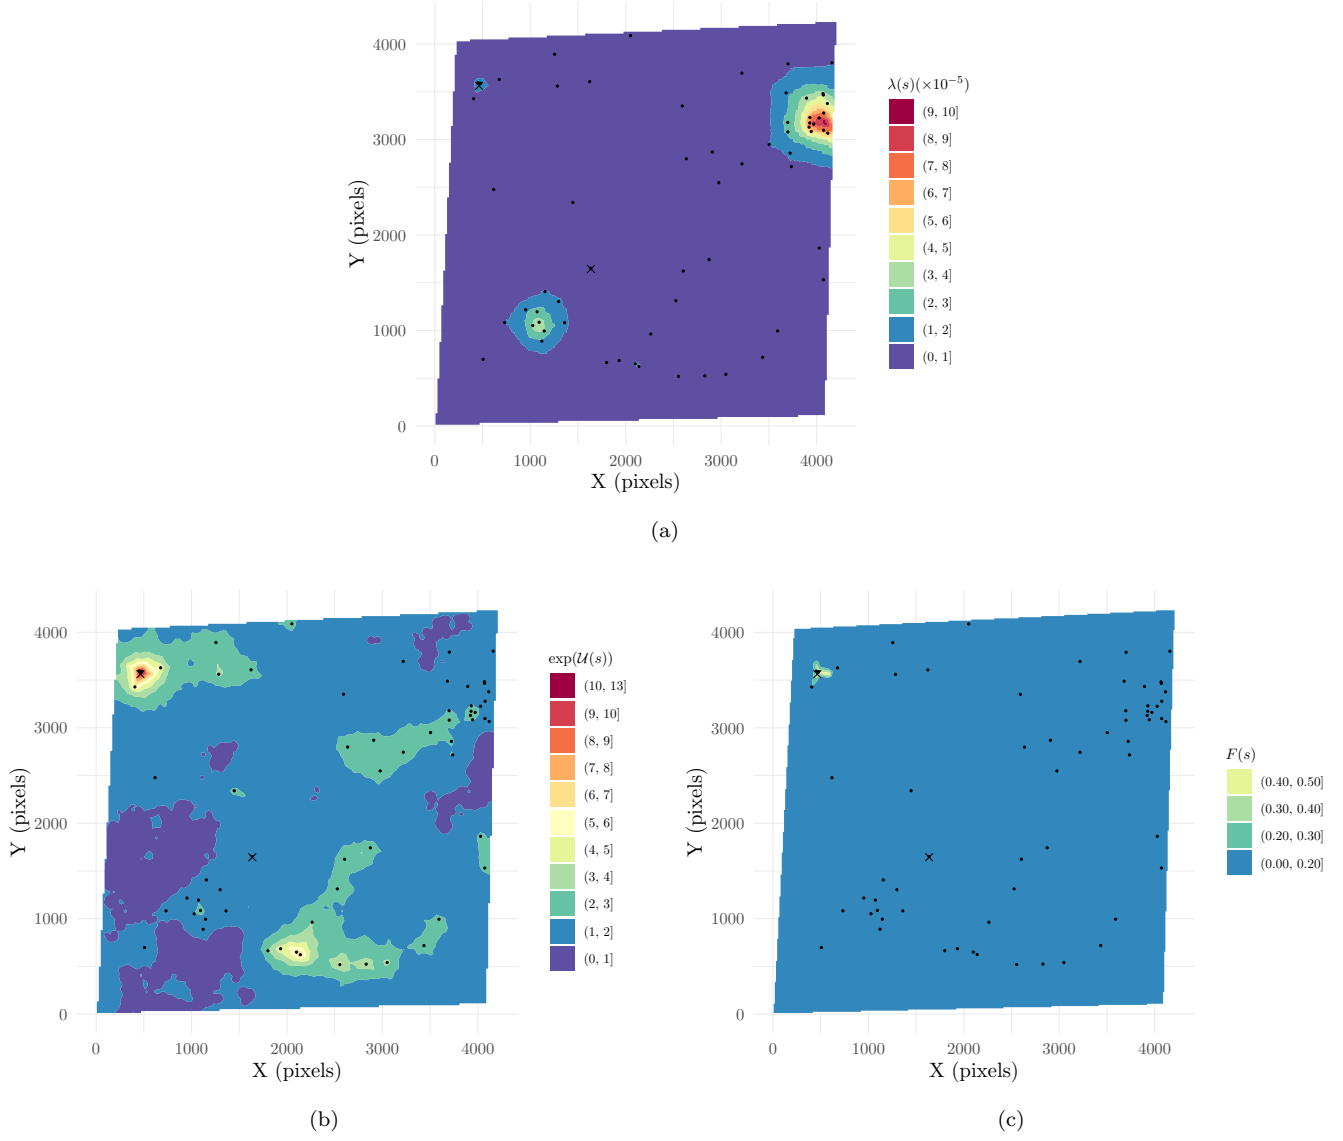 4000
3000
2000
1000
0
Y (pixels)
0 1000 2000 3000 4000
X (pixels)
λ(s)(×10⁻⁵)
(9, 10]
(8, 9]
(7, 8]
(6, 7]
(5, 6]
(4, 5]
(3, 4]
(2, 3]
(1, 2]
(0, 1]
(a)
4000
3000
2000
1000
0
Y (pixels)
0 1000 2000 3000 4000
X (pixels)
exp(𝒰(s))
(10, 13]
(9, 10]
(8, 9]
(7, 8]
(6, 7]
(5, 6]
(4, 5]
(3, 4]
(2, 3]
(1, 2]
(0, 1]
(b)
4000
3000
2000
1000
0
Y (pixels)
0 1000 2000 3000 4000
X (pixels)
F(s)
(0.40, 0.50]
(0.30, 0.40]
(0.20, 0.30]
(0.00, 0.20]
(c)